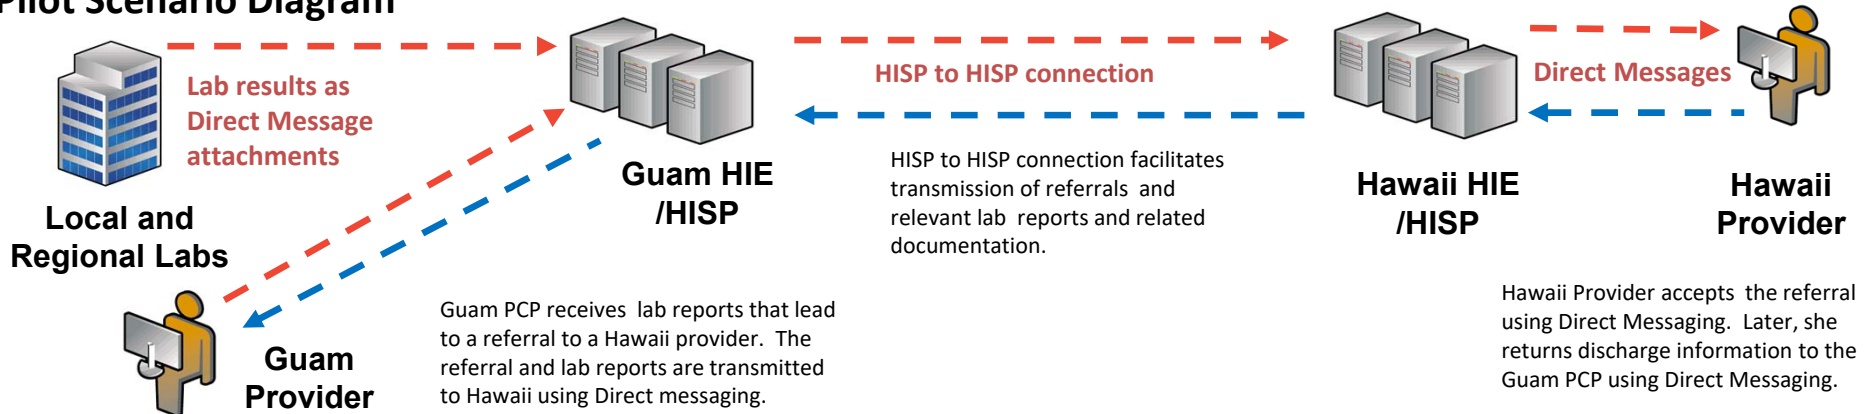 Pilot Scenario Diagram
Lab results as
Direct Message
attachments
Local and
Regional Labs
Guam HIE
/HISP
HISP to HISP connection
HISP to HISP connection facilitates
transmission of referrals and
relevant lab reports and related
documentation.
Hawaii HIE
/HISP
Direct Messages
Hawaii
Provider
Guam
Provider
Guam PCP receives lab reports that lead
to a referral to a Hawaii provider. The
referral and lab reports are transmitted
to Hawaii using Direct messaging.
Hawaii Provider accepts the referral
using Direct Messaging. Later, she
returns discharge information to the
Guam PCP using Direct Messaging.